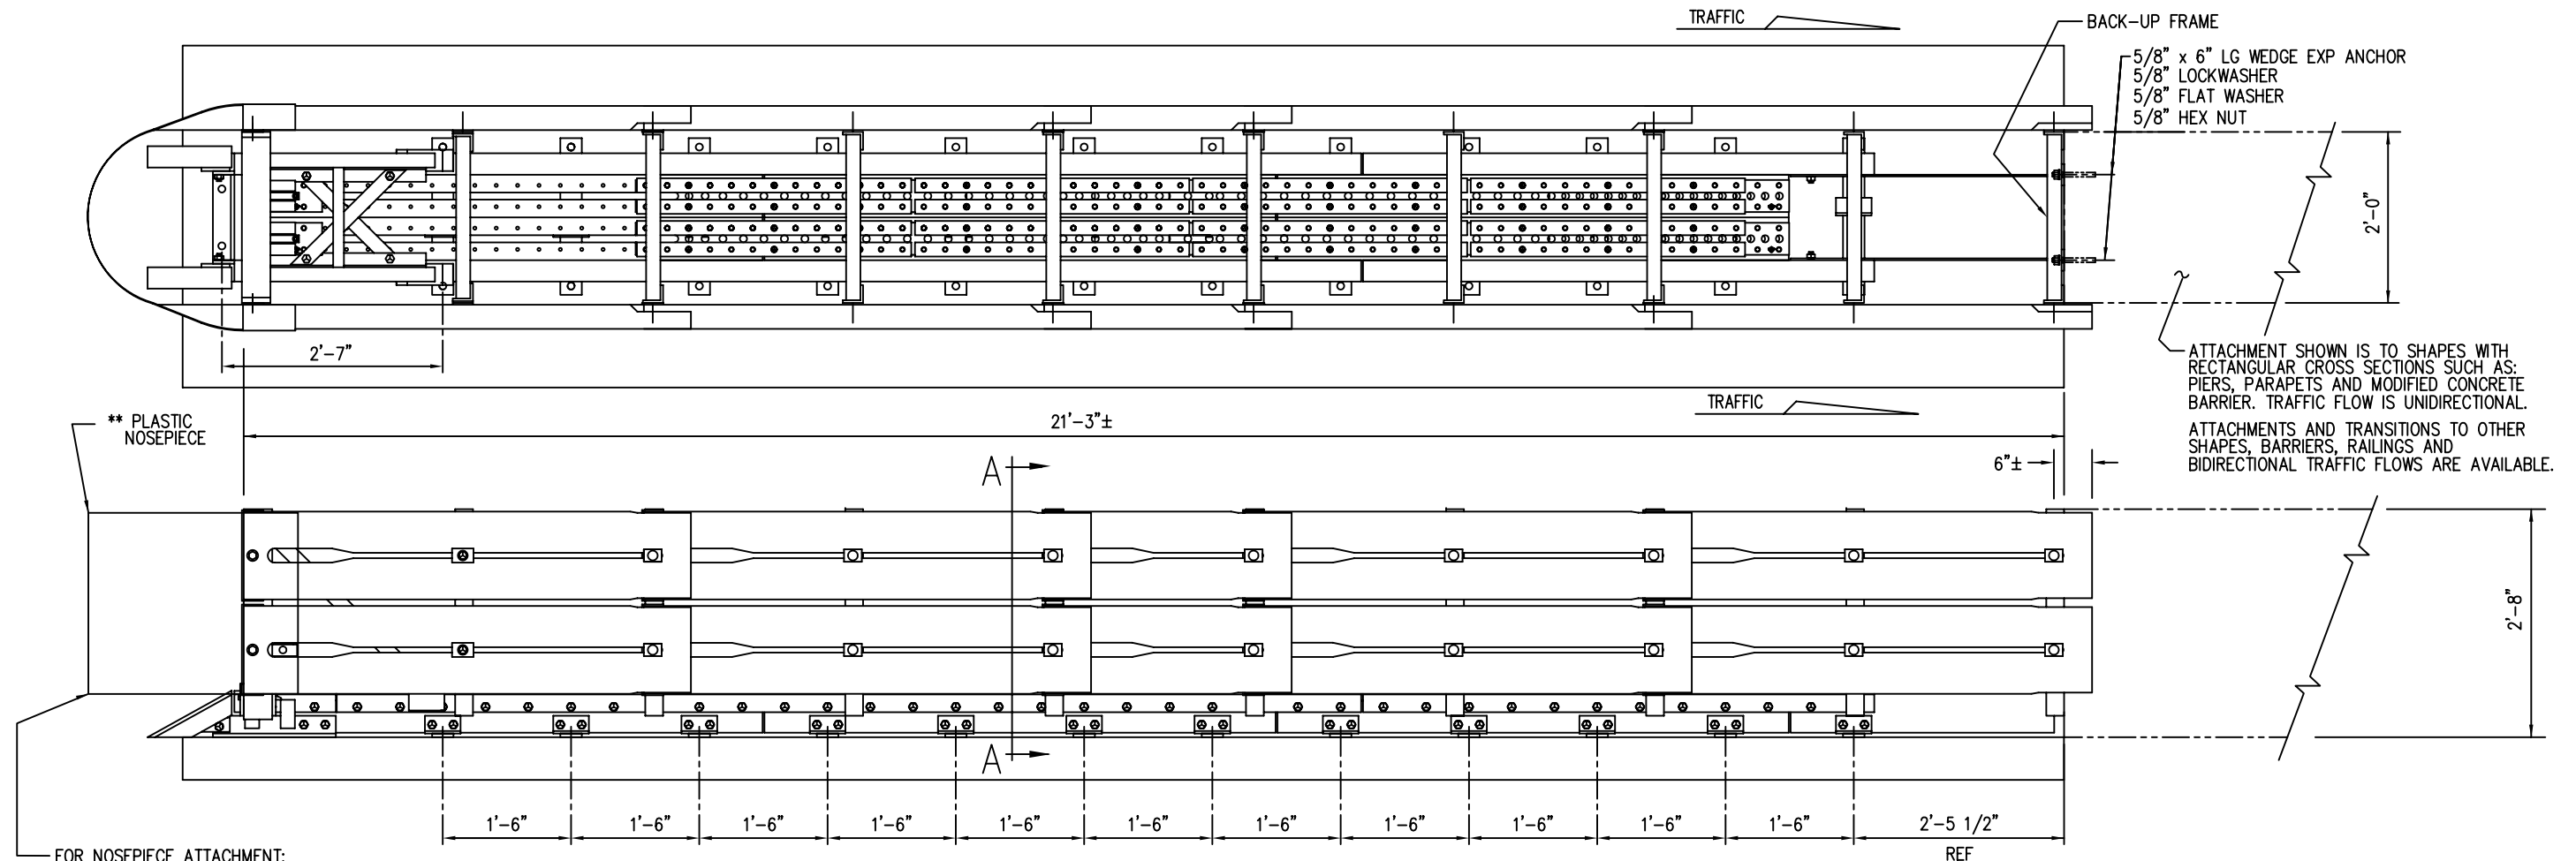 TRAFFIC
BACK-UP FRAME
5/8" x 6" LG WEDGE EXP ANCHOR
5/8" LOCKWASHER
5/8" FLAT WASHER
5/8" HEX NUT
2'-0"
2'-7"
ATTACHMENT SHOWN IS TO SHAPES WITH
RECTANGULAR CROSS SECTIONS SUCH AS:
PIERS, PARAPETS AND MODIFIED CONCRETE
BARRIER. TRAFFIC FLOW IS UNIDIRECTIONAL.
ATTACHMENTS AND TRANSITIONS TO OTHER
SHAPES, BARRIERS, RAILINGS AND
BIDIRECTIONAL TRAFFIC FLOWS ARE AVAILABLE.
TRAFFIC
** PLASTIC
NOSEPIECE
21'-3"±
6"±
A
2'-8"
A
1'-6" 1'-6" 1'-6" 1'-6" 1'-6" 1'-6" 1'-6" 1'-6" 1'-6" 1'-6" 1'-6" 2'-5 1/2"
REF
FOR NOSEPIECE ATTACHMENT: